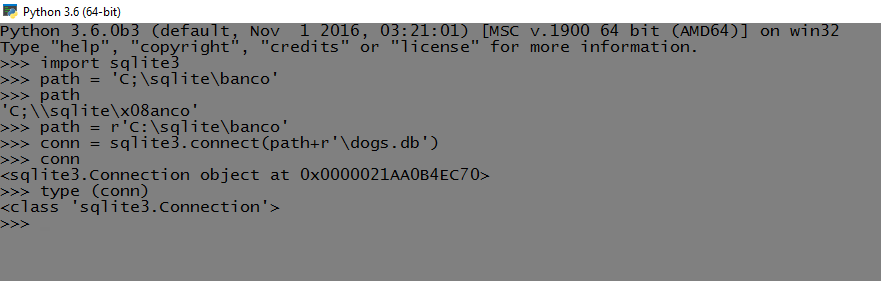 Python 3.6 (64-bit)
Python 3.6.0b3 (default, Nov  1 2016, 03:21:01) [MSC v.1900 64 bit (AMD64)] on win32
Type "help", "copyright", "credits" or "license" for more information.
>>> import sqlite3
>>> path = 'C;\sqlite\banco'
>>> path
'C;\\sqlite\x08anco'
>>> path = r'C:\sqlite\banco'
>>> conn = sqlite3.connect(path+r'\dogs.db')
>>> conn
<sqlite3.Connection object at 0x0000021AA0B4EC70>
>>> type (conn)
<class 'sqlite3.Connection'>
>>>